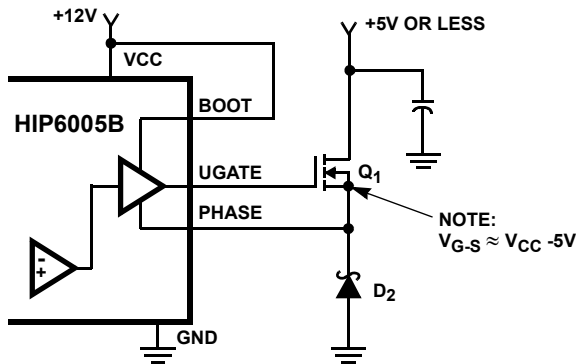 +12V
+5V OR LESS
VCC
BOOT
HIP6005B
UGATE
Q1
PHASE
NOTE:
VG-S ≈ VCC -5V
-
+
D2
GND